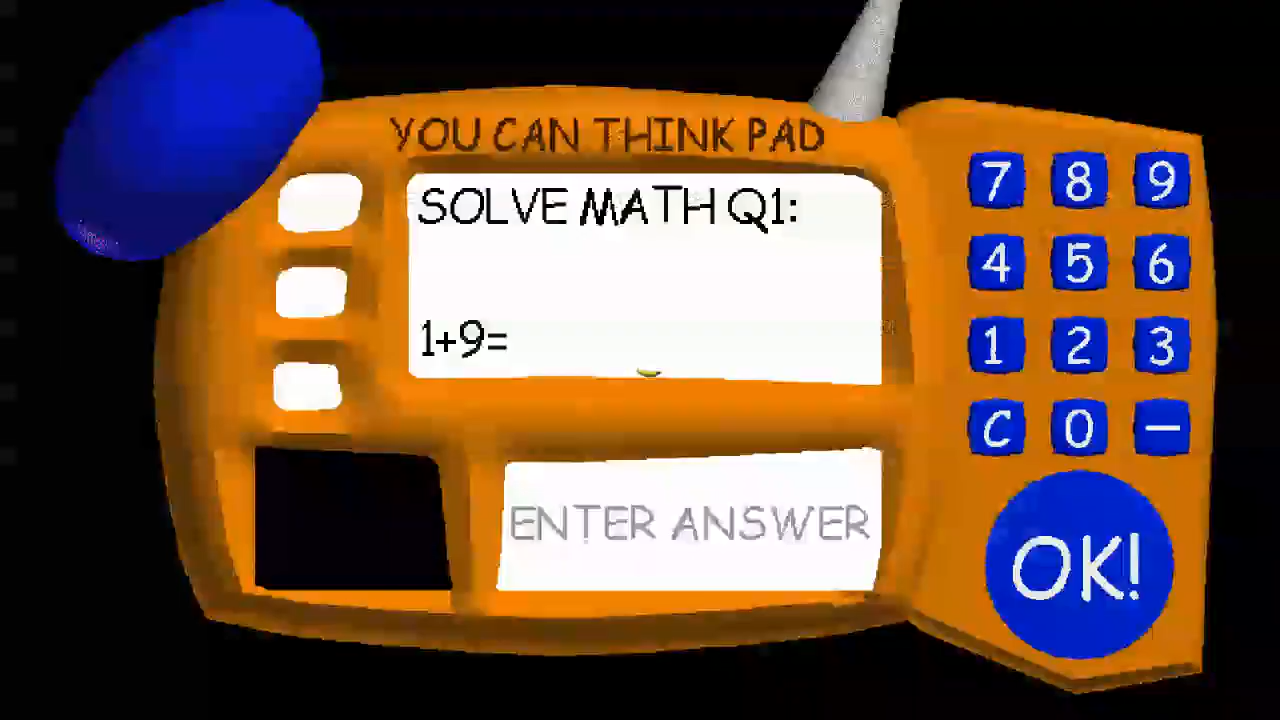 YOU CAN THINK PAD
SOLVE MATH Q1:
1+9=
ENTER ANSWER
7 8 9
4 5 6
1 2 3
C 0 —
OK!